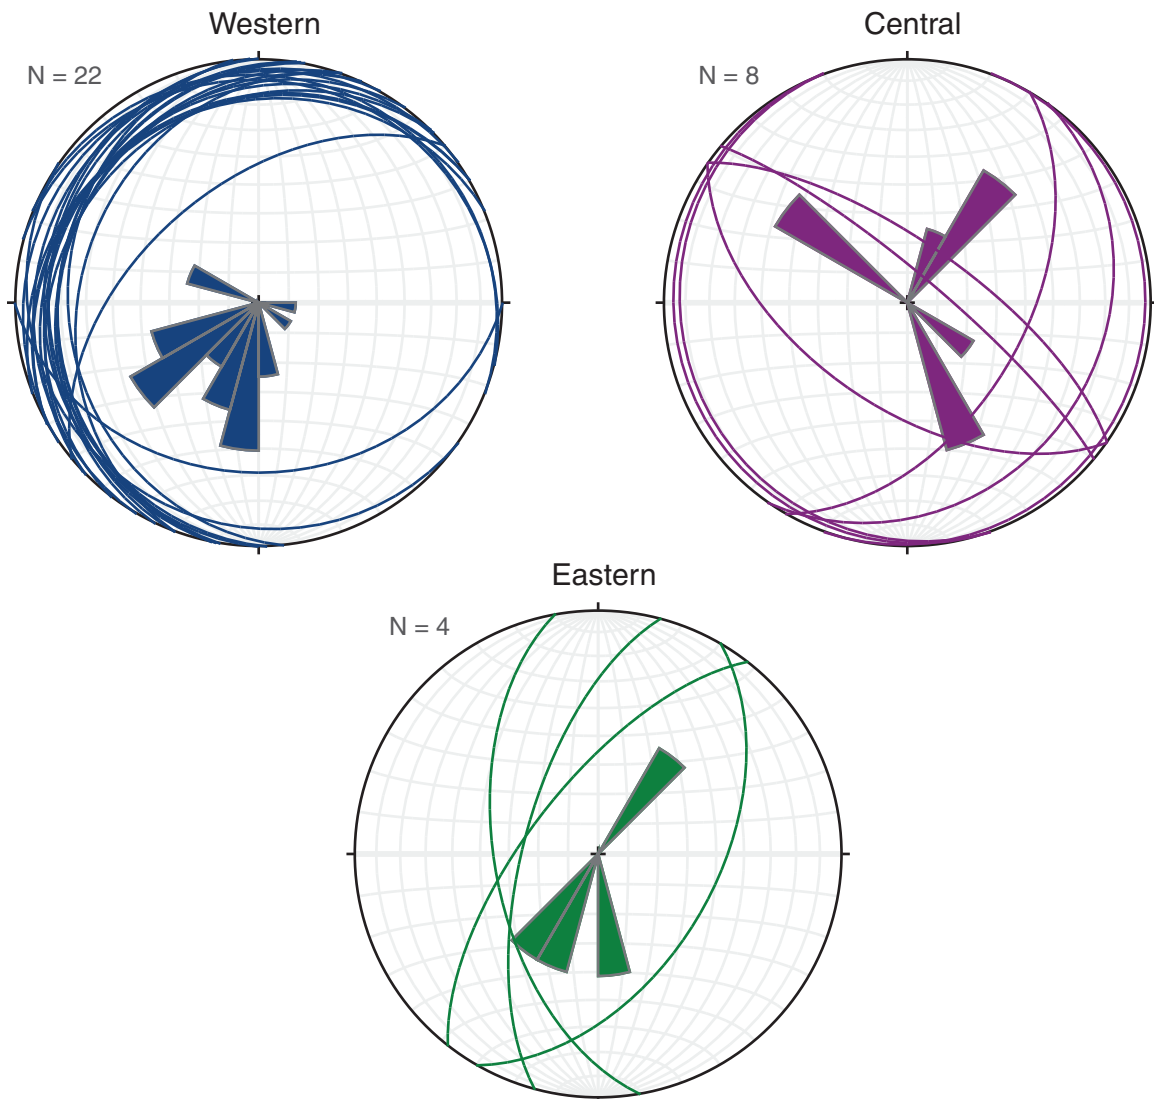 Western
N = 22
Central
N = 8
Eastern
N = 4